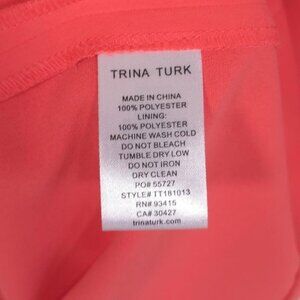 TRINA TURK
MADE IN CHINA
100% POLYESTER
LINING:
100% POLYESTER
MACHINE WASH COLD
DO NOT BLEACH
TUMBLE DRY LOW
DO NOT IRON
DRY CLEAN
PO# 55727
STYLE# TT181013
RN# 93415
CA# 30427
trinaturk.com